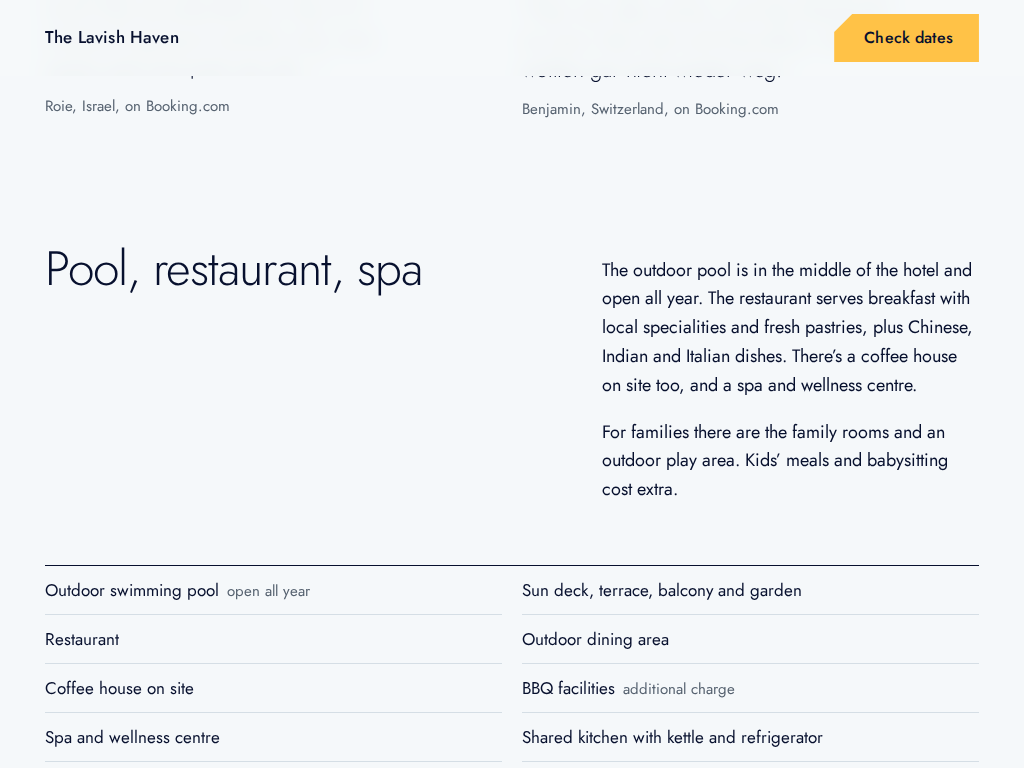 The Lavish Haven
Check dates
Roie, Israel, on Booking.com
Benjamin, Switzerland, on Booking.com
Pool, restaurant, spa
The outdoor pool is in the middle of the hotel and
open all year. The restaurant serves breakfast with
local specialities and fresh pastries, plus Chinese,
Indian and Italian dishes. There’s a coffee house
on site too, and a spa and wellness centre.
For families there are the family rooms and an
outdoor play area. Kids’ meals and babysitting
cost extra.
Outdoor swimming pool open all year
Sun deck, terrace, balcony and garden
Restaurant
Outdoor dining area
Coffee house on site
BBQ facilities additional charge
Spa and wellness centre
Shared kitchen with kettle and refrigerator